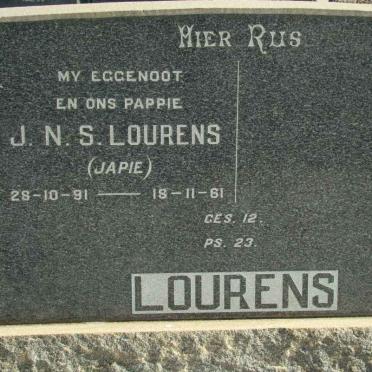 HIER RUS
MY EGGENOOT
EN ONS PAPPIE
J. N. S. LOURENS
(JAPIE)
28-10-91 — 18-11-61
GES. 12.
PS. 23.
LOURENS